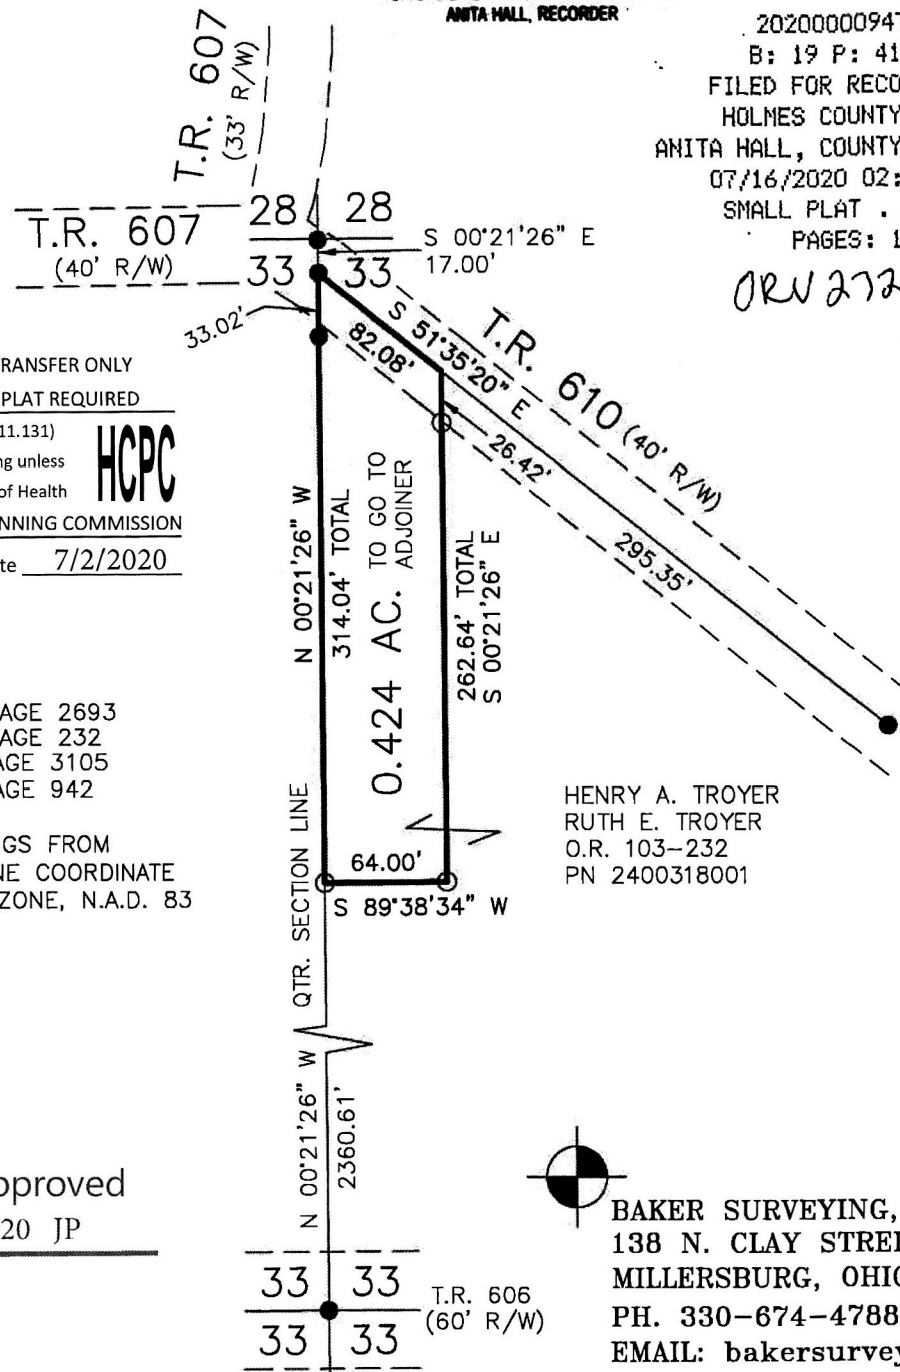 ANITA HALL, RECORDER
B: 19 P: 41
FILED FOR RECO
HOLMES COUNTY
ANITA HALL, COUNTY
07/16/2020 02:
SMALL PLAT .
PAGES: 1
ORV 272
T.R. 607
(33' R/W)
T.R. 607
(40' R/W)
28 28
33 33
S 00°21'26" E
17.00'
33.02'
S 51°35'20" E
82.08'
T.R. 610 (40' R/W)
26.42'
295.35'
RANSFER ONLY
PLAT REQUIRED
11.131)
ng unless
of Health
HCPC
NNING COMMISSION
te 7/2/2020
N 00°21'26" W
314.04' TOTAL
0.424 AC. TO GO TO
ADJOINER
262.64' TOTAL
S 00°21'26" E
AGE 2693
AGE 232
AGE 3105
AGE 942
GS FROM
NE COORDINATE
ZONE, N.A.D. 83
HENRY A. TROYER
RUTH E. TROYER
O.R. 103-232
PN 2400318001
64.00'
S 89°38'34" W
QTR. SECTION LINE
N 00°21'26" W
2360.61'
pproved
20 JP
33 33
33 33
T.R. 606
(60' R/W)
BAKER SURVEYING,
138 N. CLAY STREE
MILLERSBURG, OHIO
PH. 330-674-4788
EMAIL: bakersurvey